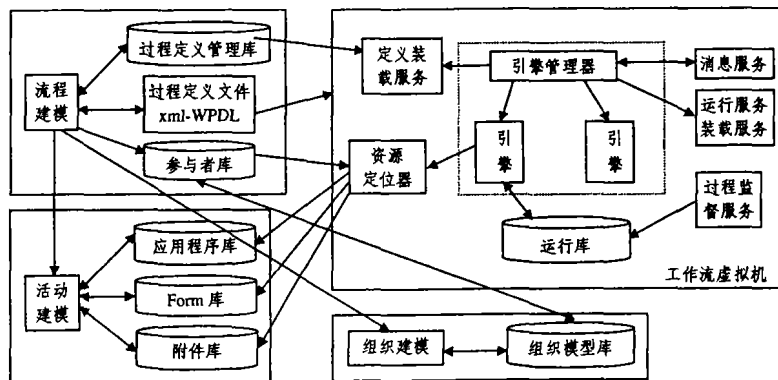 过程定义管理库
流程
建模
过程定义文件
xml-WPDL
参与者库
定义装
载服务
引擎管理器
消息服务
运行服务
装载服务
引
擎
引
擎
资源
定位器
过程监
督服务
运行库
工作流虚拟机
应用程序库
活动
建模
Form 库
附件库
组织建模
组织模型库